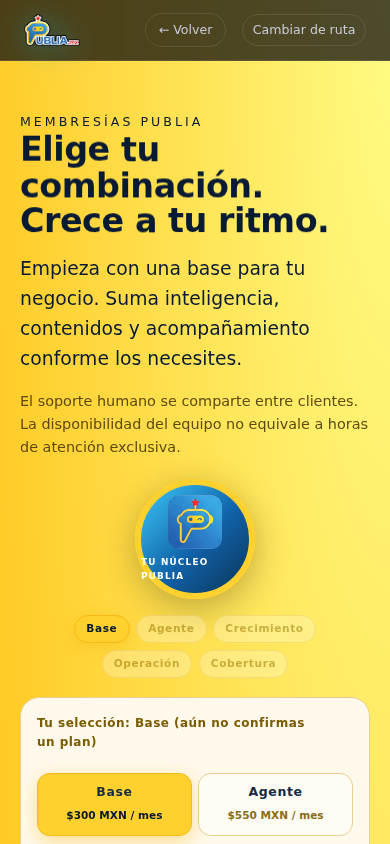 PUBLIA.mx
← Volver
Cambiar de ruta
MEMBRESÍAS PUBLIA
Elige tu
combinación.
Crece a tu ritmo.
Empieza con una base para tu
negocio. Suma inteligencia,
contenidos y acompañamiento
conforme los necesites.
El soporte humano se comparte entre clientes.
La disponibilidad del equipo no equivale a horas
de atención exclusiva.
TU NÚCLEO
PUBLIA
Base
Agente
Crecimiento
Operación
Cobertura
Tu selección: Base (aún no confirmas
un plan)
Base
$300 MXN / mes
Agente
$550 MXN / mes